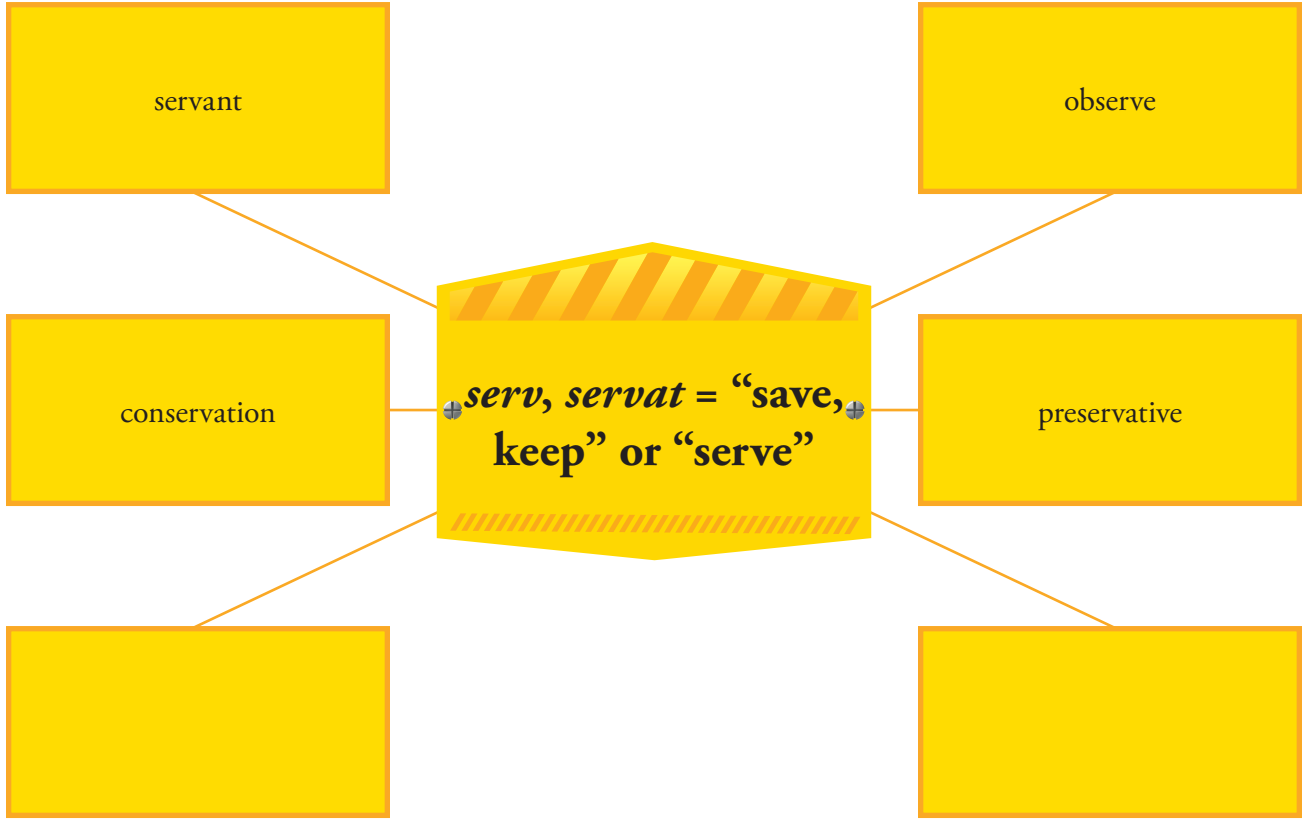 servant
observe
serv, servat = “save,
keep” or “serve”
conservation
preservative